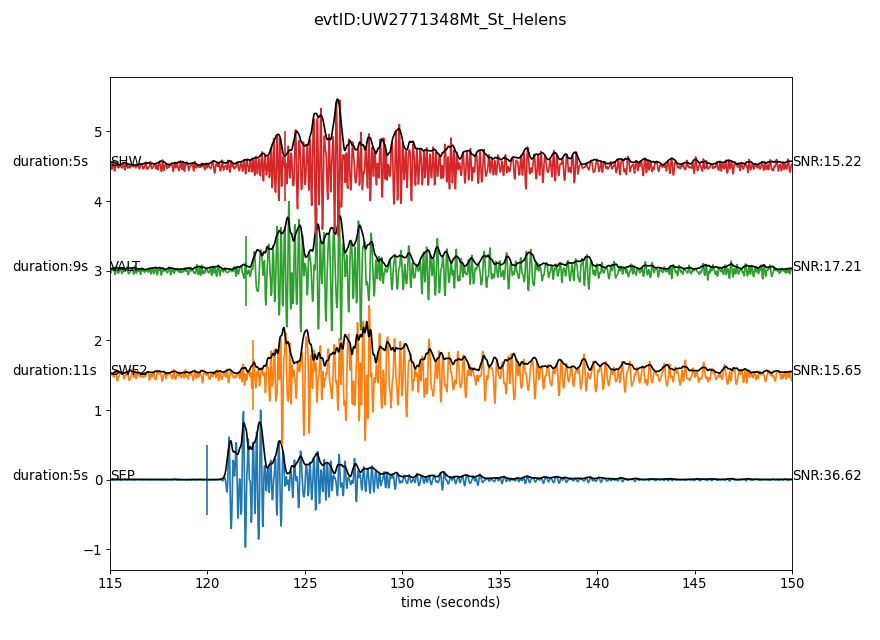 evtID:UW2771348Mt_St_Helens
5
duration:5s SHW SNR:15.22
4
duration:9s VALT SNR:17.21
3
2
duration:11s SWF2 SNR:15.65
1
duration:5s SEP SNR:36.62
0
−1
115 120 125 130 135 140 145 150
time (seconds)